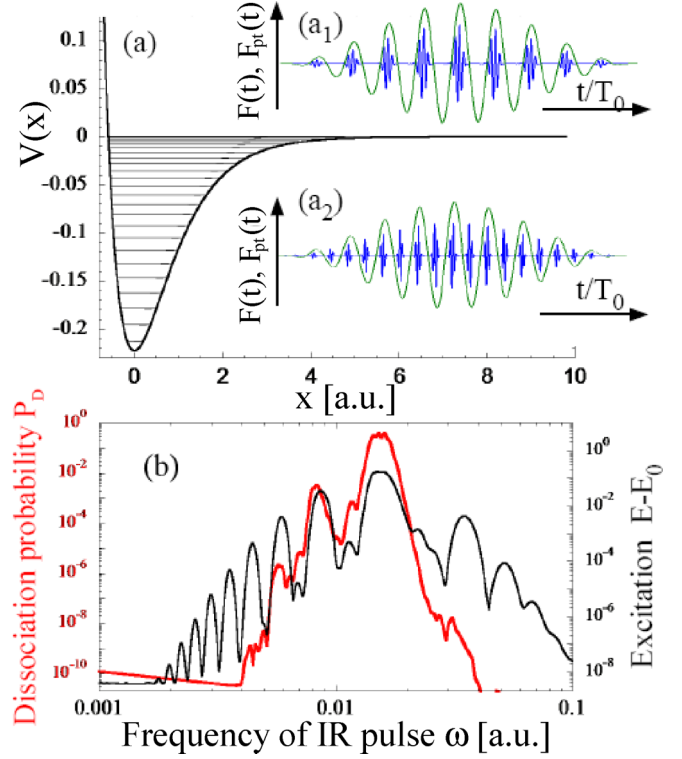 (a)
V(x)
0.1
0.05
0
-0.05
-0.1
-0.15
-0.2
0
2
4
6
8
10
x [a.u.]
(a1)
F(t), Ept(t)
t/T0
(a2)
F(t), Ept(t)
t/T0
(b)
Dissociation probability PD
10^0
10^-2
10^-4
10^-6
10^-8
10^-10
Excitation E-E0
10^0
10^-2
10^-4
10^-6
10^-8
0.001
0.01
0.1
Frequency of IR pulse ω [a.u.]